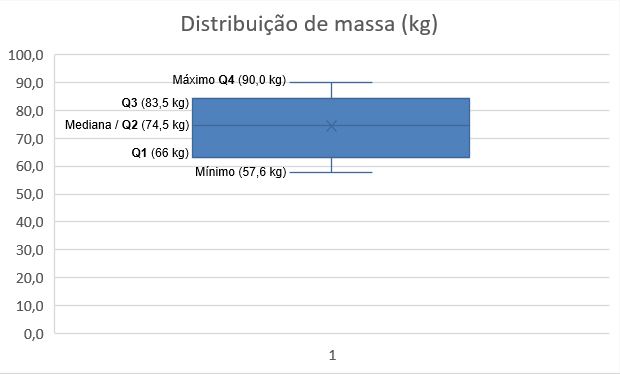 Distribuição de massa (kg)
100,0
90,0
80,0
70,0
60,0
50,0
40,0
30,0
20,0
10,0
0,0
Máximo Q4 (90,0 kg)
Q3 (83,5 kg)
Mediana / Q2 (74,5 kg)
Q1 (66 kg)
Mínimo (57,6 kg)
1